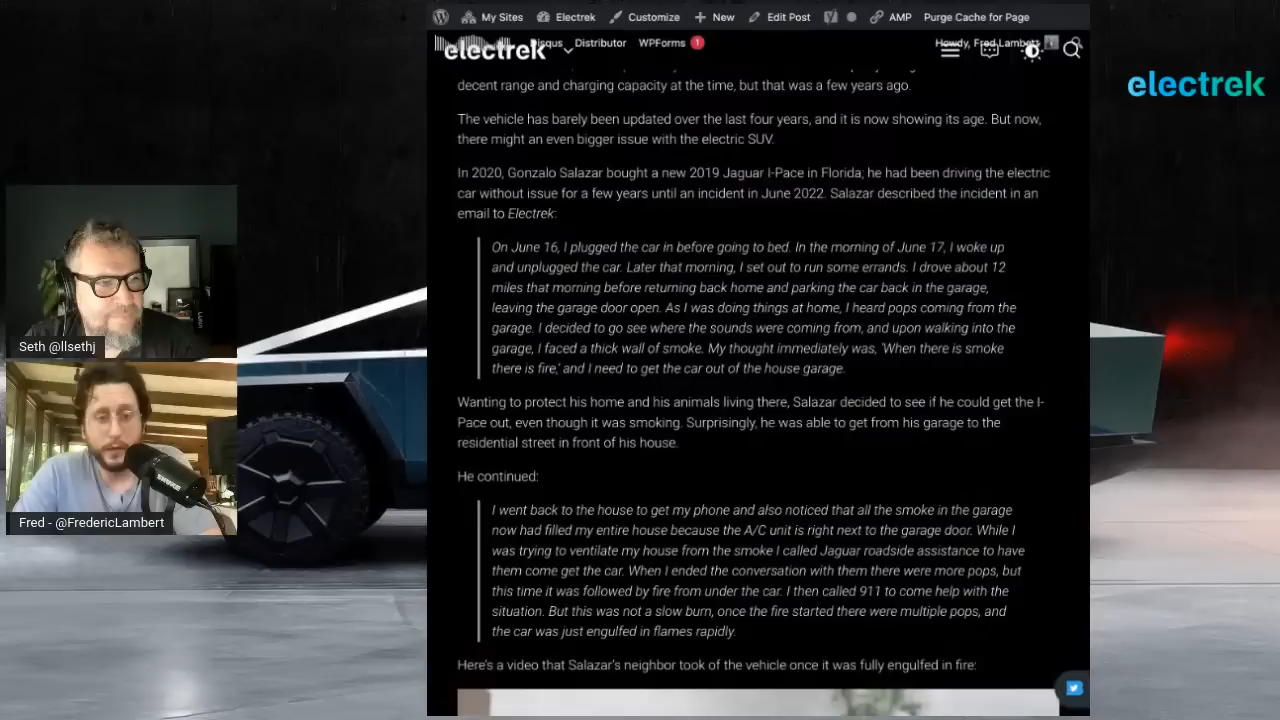 My Sites Electrek Customize New Edit Post AMP Purge Cache for Page
Disqus Distributor WPForms 1 Howdy, Fred Lambert
electrek
electrek
decent range and charging capacity at the time, but that was a few years ago.
The vehicle has barely been updated over the last four years, and it is now showing its age. But now,
there might an even bigger issue with the electric SUV.
In 2020, Gonzalo Salazar bought a new 2019 Jaguar I-Pace in Florida; he had been driving the electric
car without issue for a few years until an incident in June 2022. Salazar described the incident in an
email to Electrek:
On June 16, I plugged the car in before going to bed. In the morning of June 17, I woke up
and unplugged the car. Later that morning, I set out to run some errands. I drove about 12
miles that morning before returning back home and parking the car back in the garage,
leaving the garage door open. As I was doing things at home, I heard pops coming from the
garage. I decided to go see where the sounds were coming from, and upon walking into the
garage, I faced a thick wall of smoke. My thought immediately was, 'When there is smoke
there is fire,' and I need to get the car out of the house garage.
Wanting to protect his home and his animals living there, Salazar decided to see if he could get the I-
Pace out, even though it was smoking. Surprisingly, he was able to get from his garage to the
residential street in front of his house.
He continued:
I went back to the house to get my phone and also noticed that all the smoke in the garage
now had filled my entire house because the A/C unit is right next to the garage door. While I
was trying to ventilate my house from the smoke I called Jaguar roadside assistance to have
them come get the car. When I ended the conversation with them there were more pops, but
this time it was followed by fire from under the car. I then called 911 to come help with the
situation. But this was not a slow burn, once the fire started there were multiple pops, and
the car was just engulfed in flames rapidly.
Here's a video that Salazar's neighbor took of the vehicle once it was fully engulfed in fire:
Seth @llsethj
Fred - @FredericLambert
SHURE